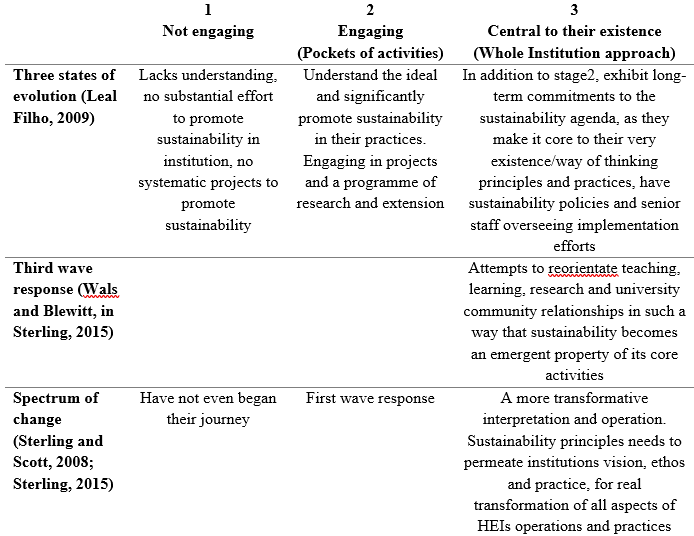 1
Not engaging
2
Engaging
(Pockets of activities)
3
Central to their existence
(Whole Institution approach)
Three states of
evolution (Leal
Filho, 2009)
Lacks understanding,
no substantial effort
to promote
sustainability in
institution, no
systematic projects to
promote
sustainability
Understand the ideal
and significantly
promote sustainability
in their practices.
Engaging in projects
and a programme of
research and extension
In addition to stage2, exhibit long-
term commitments to the
sustainability agenda, as they
make it core to their very
existence/way of thinking
principles and practices, have
sustainability policies and senior
staff overseeing implementation
efforts
Third wave
response (Wals
and Blewitt, in
Sterling, 2015)
Attempts to reorientate teaching,
learning, research and university
community relationships in such a
way that sustainability becomes
an emergent property of its core
activities
Spectrum of
change
(Sterling and
Scott, 2008;
Sterling, 2015)
Have not even began
their journey
First wave response
A more transformative
interpretation and operation.
Sustainability principles needs to
permeate institutions vision, ethos
and practice, for real
transformation of all aspects of
HEIs operations and practices